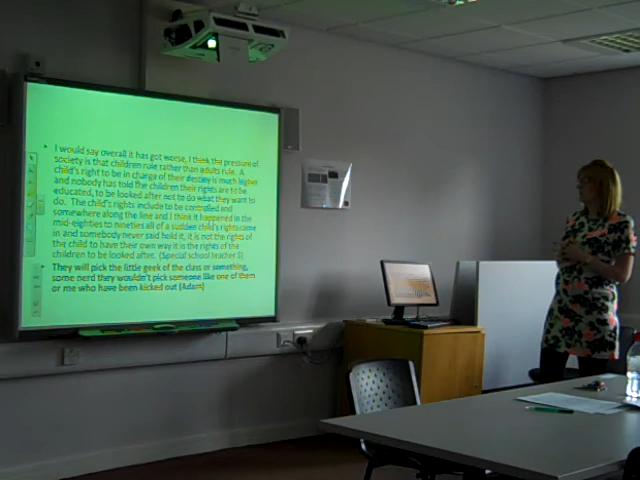 I would say overall it has got worse, I think the pressure of
society is that children rule rather than adults rule. A
child's right to be in charge of their destiny is much higher
and nobody has told the children their rights are to be
educated, to be looked after not to do what they want to
do. The child's rights include to be controlled and
somewhere along the line and I think it happened in the
mid-eighties to nineties all of a sudden child's rights came
in and somebody never said hold it, it is not the rights of
the child to have their own way it is the rights of the
children to be looked after. (Special school teacher 5)
They will pick the little geek of the class or something,
some nerd they wouldn't pick someone like one of them
or me who have been kicked out (Adam)